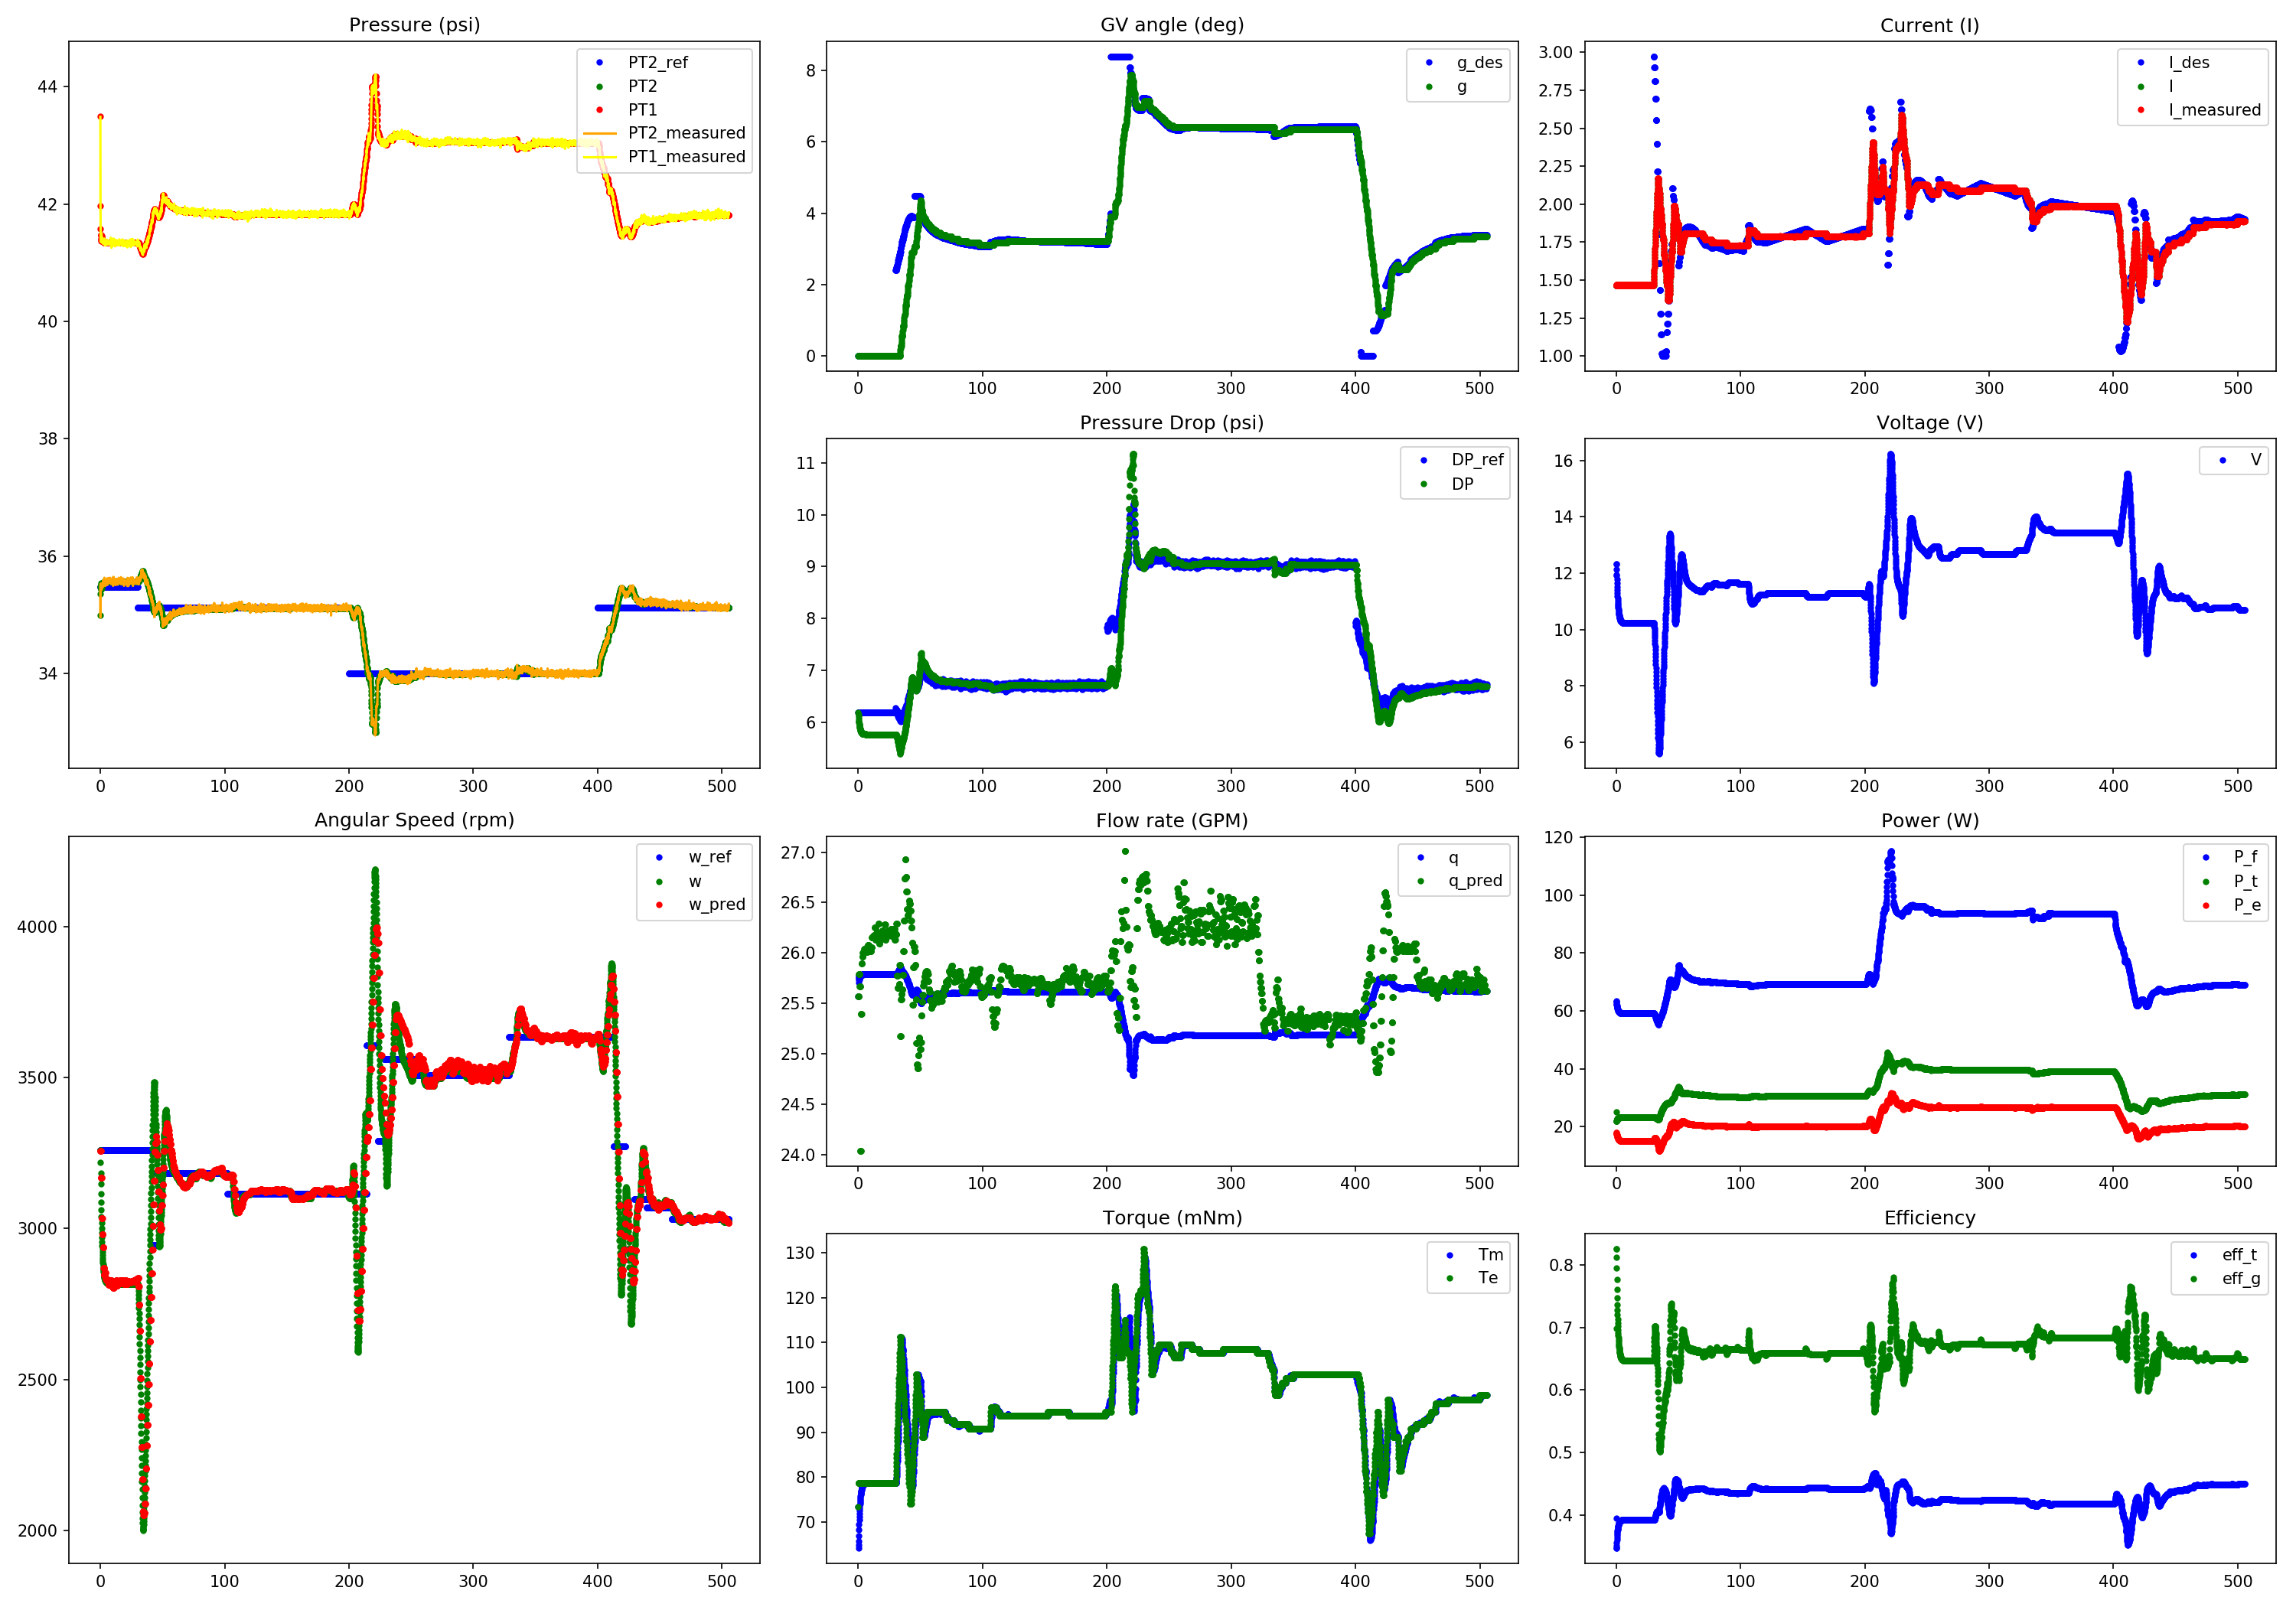 Pressure (psi)
PT2_ref
PT2
PT1
PT2_measured
PT1_measured
44
42
40
38
36
34
0 100 200 300 400 500
GV angle (deg)
g_des
g
8
6
4
2
0
0 100 200 300 400 500
Current (I)
I_des
I
I_measured
3.00
2.75
2.50
2.25
2.00
1.75
1.50
1.25
1.00
0 100 200 300 400 500
Pressure Drop (psi)
DP_ref
DP
11
10
9
8
7
6
0 100 200 300 400 500
Voltage (V)
V
16
14
12
10
8
6
0 100 200 300 400 500
Angular Speed (rpm)
w_ref
w
w_pred
4000
3500
3000
2500
2000
0 100 200 300 400 500
Flow rate (GPM)
q
q_pred
27.0
26.5
26.0
25.5
25.0
24.5
24.0
0 100 200 300 400 500
Power (W)
P_f
P_t
P_e
120
100
80
60
40
20
0 100 200 300 400 500
Torque (mNm)
Tm
Te
130
120
110
100
90
80
70
0 100 200 300 400 500
Efficiency
eff_t
eff_g
0.8
0.7
0.6
0.5
0.4
0 100 200 300 400 500